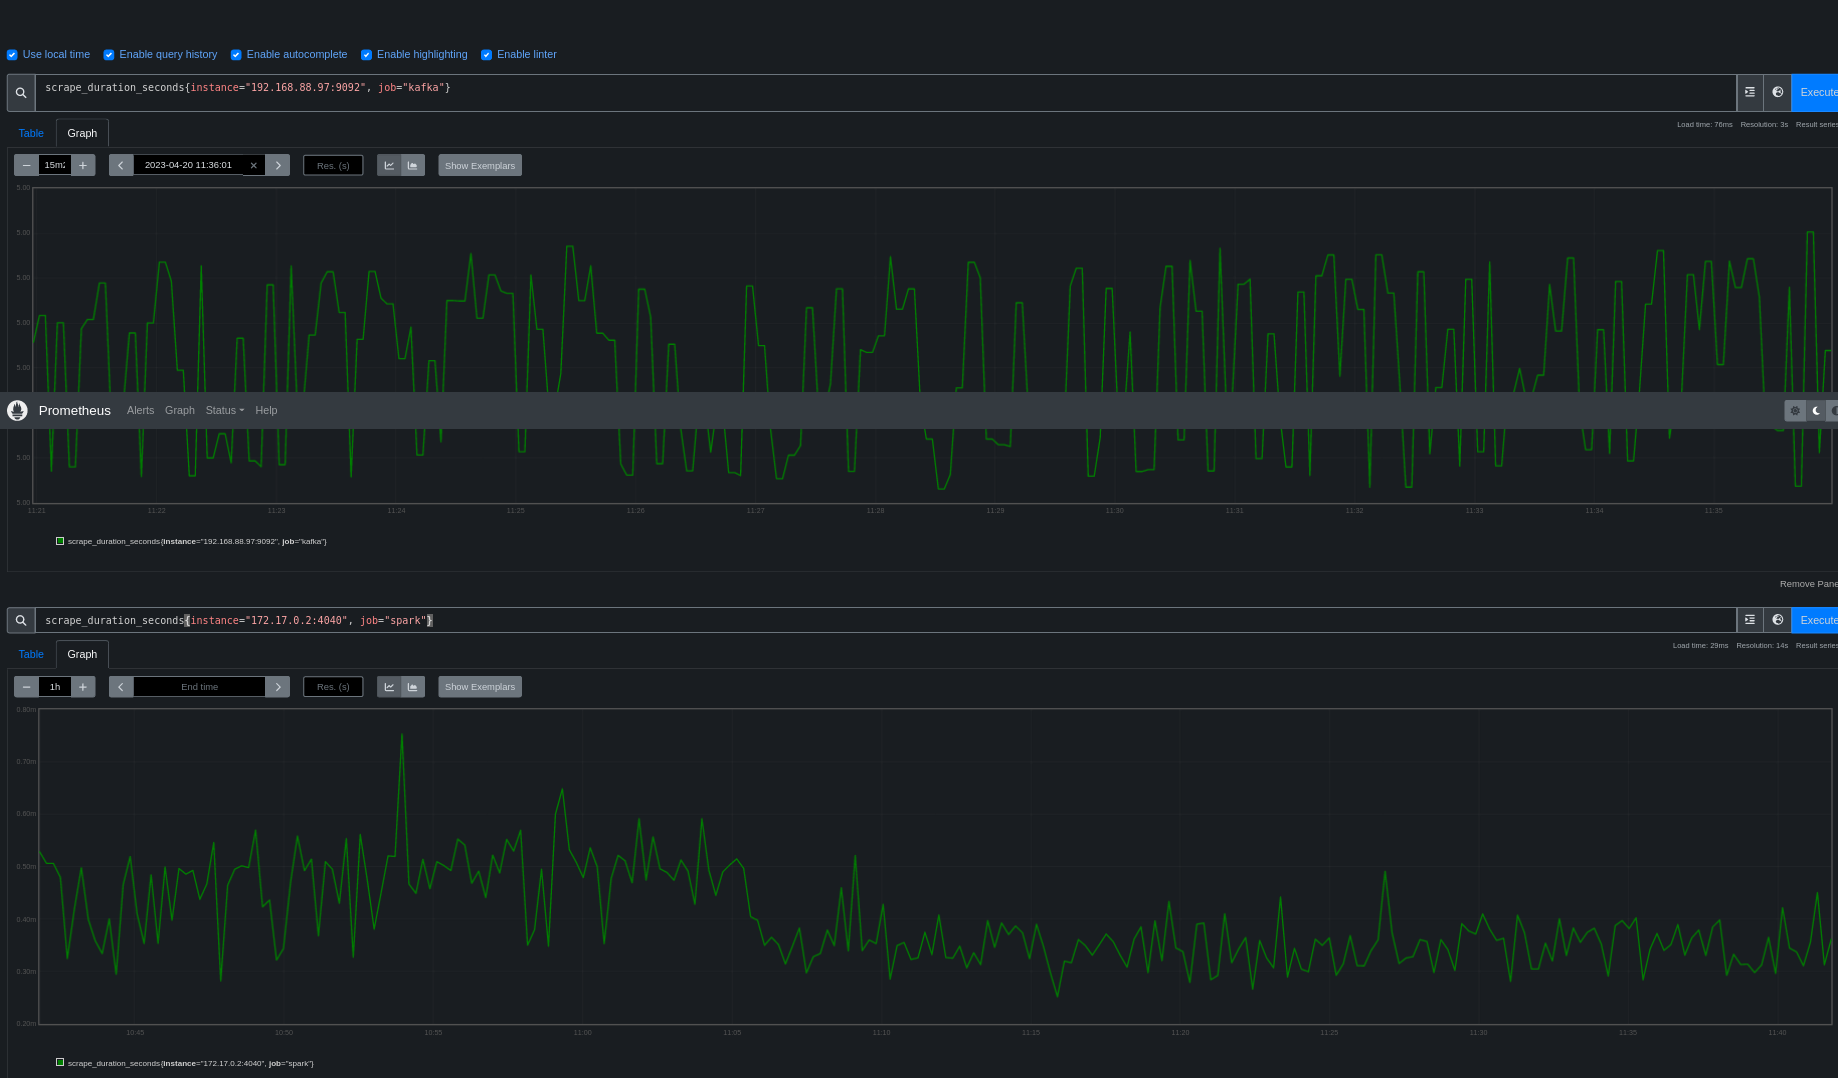 Use local time Enable query history Enable autocomplete Enable highlighting Enable linter
scrape_duration_seconds{instance="192.168.88.97:9092", job="kafka"}
Execute
Table Graph
Load time: 76ms Resolution: 3s Result series
15m
2023-04-20 11:36:01
Res. (s)
Show Exemplars
5.00
5.00
5.00
5.00
5.00
Prometheus Alerts Graph Status Help
5.00
5.00
11:21 11:22 11:23 11:24 11:25 11:26 11:27 11:28 11:29 11:30 11:31 11:32 11:33 11:34 11:35
scrape_duration_seconds{instance="192.168.88.97:9092", job="kafka"}
Remove Pane
scrape_duration_seconds{instance="172.17.0.2:4040", job="spark"}
Execute
Table Graph
Load time: 29ms Resolution: 14s Result series
1h
End time
Res. (s)
Show Exemplars
0.80m
0.70m
0.60m
0.50m
0.40m
0.30m
0.20m
10:45 10:50 10:55 11:00 11:05 11:10 11:15 11:20 11:25 11:30 11:35 11:40
scrape_duration_seconds{instance="172.17.0.2:4040", job="spark"}